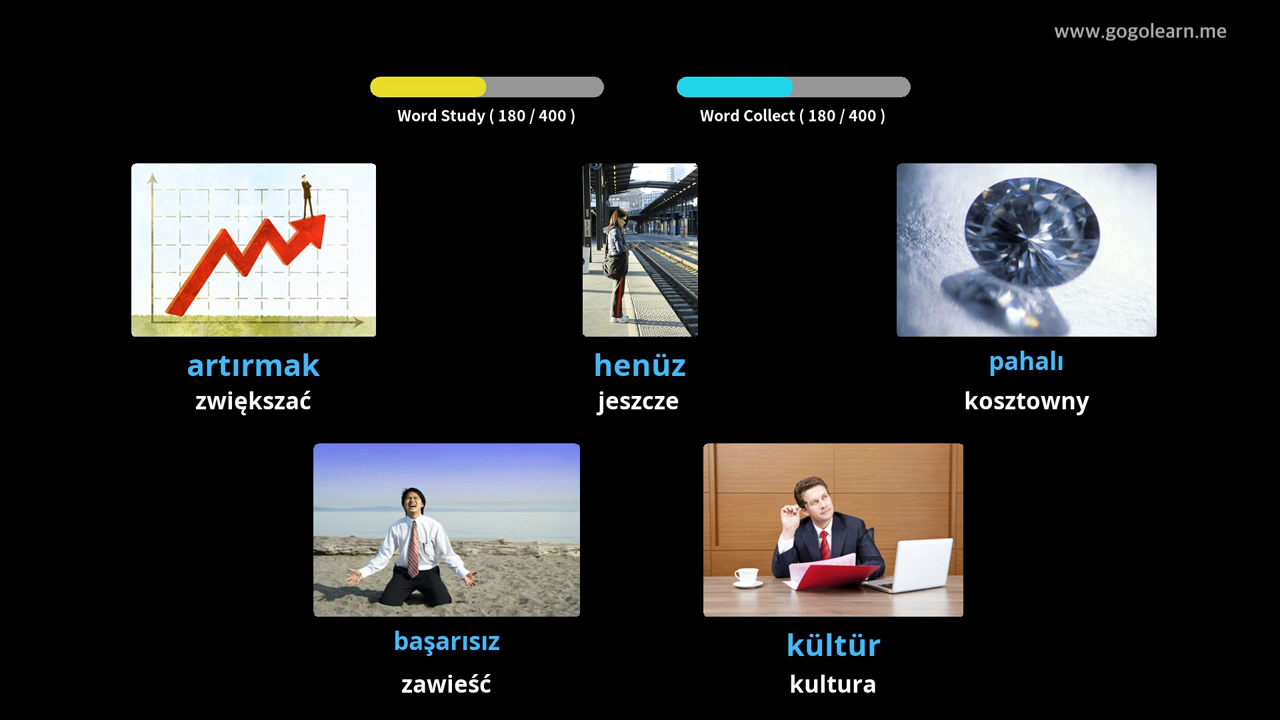 www.gogolearn.me
Word Study ( 180 / 400 )
Word Collect ( 180 / 400 )
artırmak
zwiększać
henüz
jeszcze
pahalı
kosztowny
başarısız
zawieść
kültür
kultura